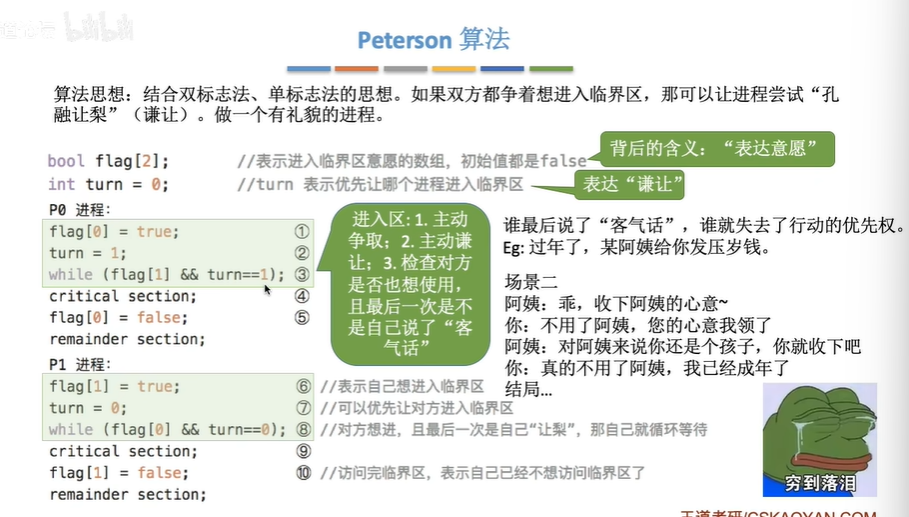 bilibili
Peterson 算法
算法思想：结合双标志法、单标志法的思想。如果双方都争着想进入临界区，那可以让进程尝试“孔
融让梨”（谦让）。做一个有礼貌的进程。
bool flag[2];    //表示进入临界区意愿的数组，初始值都是false
背后的含义：“表达意愿”
int turn = 0;    //turn 表示优先让哪个进程进入临界区
表达“谦让”
P0 进程：
flag[0] = true;    ①
turn = 1;    ②
while (flag[1] && turn==1);    ③
critical section;    ④
flag[0] = false;    ⑤
remainder section;
进入区：1. 主动
争取；2. 主动谦
让；3. 检查对方
是否也想使用，
且最后一次是不
是自己说了“客
气话”
谁最后说了“客气话”，谁就失去了行动的优先权。
Eg: 过年了，某阿姨给你发压岁钱。
场景二
阿姨：乖，收下阿姨的心意~
你：不用了阿姨，您的心意我领了
阿姨：对阿姨来说你还是个孩子，你就收下吧
你：真的不用了阿姨，我已经成年了
结局…
P1 进程：
flag[1] = true;    ⑥ //表示自己想进入临界区
turn = 0;    ⑦ //可以优先让对方进入临界区
while (flag[0] && turn==0);    ⑧ //对方想进，且最后一次是自己“让梨”，那自己就循环等待
critical section;    ⑨
flag[1] = false;    ⑩ //访问完临界区，表示自己已经不想访问临界区了
remainder section;
穷到落泪
王道考研/CSKAOYAN.COM